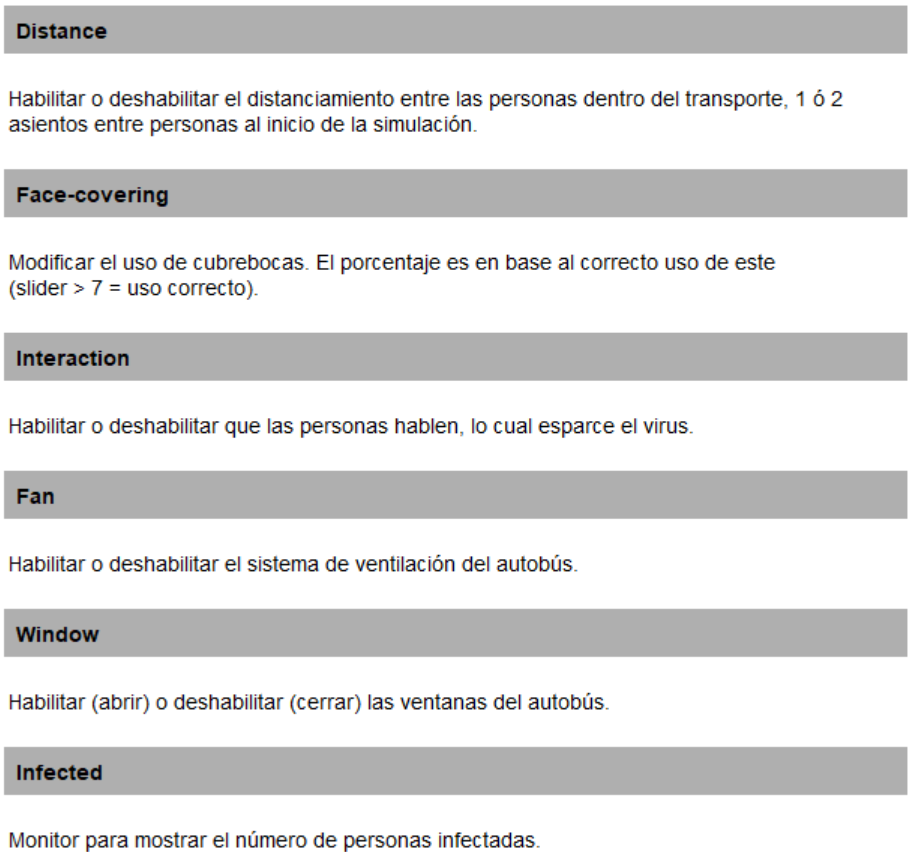 Distance
Habilitar o deshabilitar el distanciamiento entre las personas dentro del transporte, 1 ó 2
asientos entre personas al inicio de la simulación.
Face-covering
Modificar el uso de cubrebocas. El porcentaje es en base al correcto uso de este
(slider > 7 = uso correcto).
Interaction
Habilitar o deshabilitar que las personas hablen, lo cual esparce el virus.
Fan
Habilitar o deshabilitar el sistema de ventilación del autobús.
Window
Habilitar (abrir) o deshabilitar (cerrar) las ventanas del autobús.
Infected
Monitor para mostrar el número de personas infectadas.